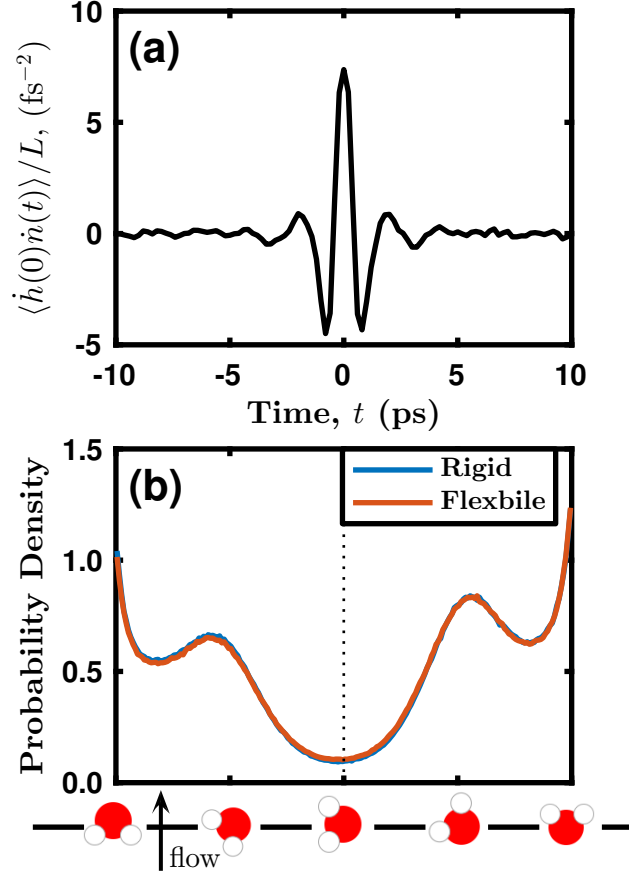 10
(a)
5
0
-5
⟨ḣ(0)ṅ(t)⟩/L, (fs⁻²)
-10 -5 0 5 10
Time, t (ps)
1.5
(b)
Rigid
Flexbile
1.0
0.5
0.0
Probability Density
flow